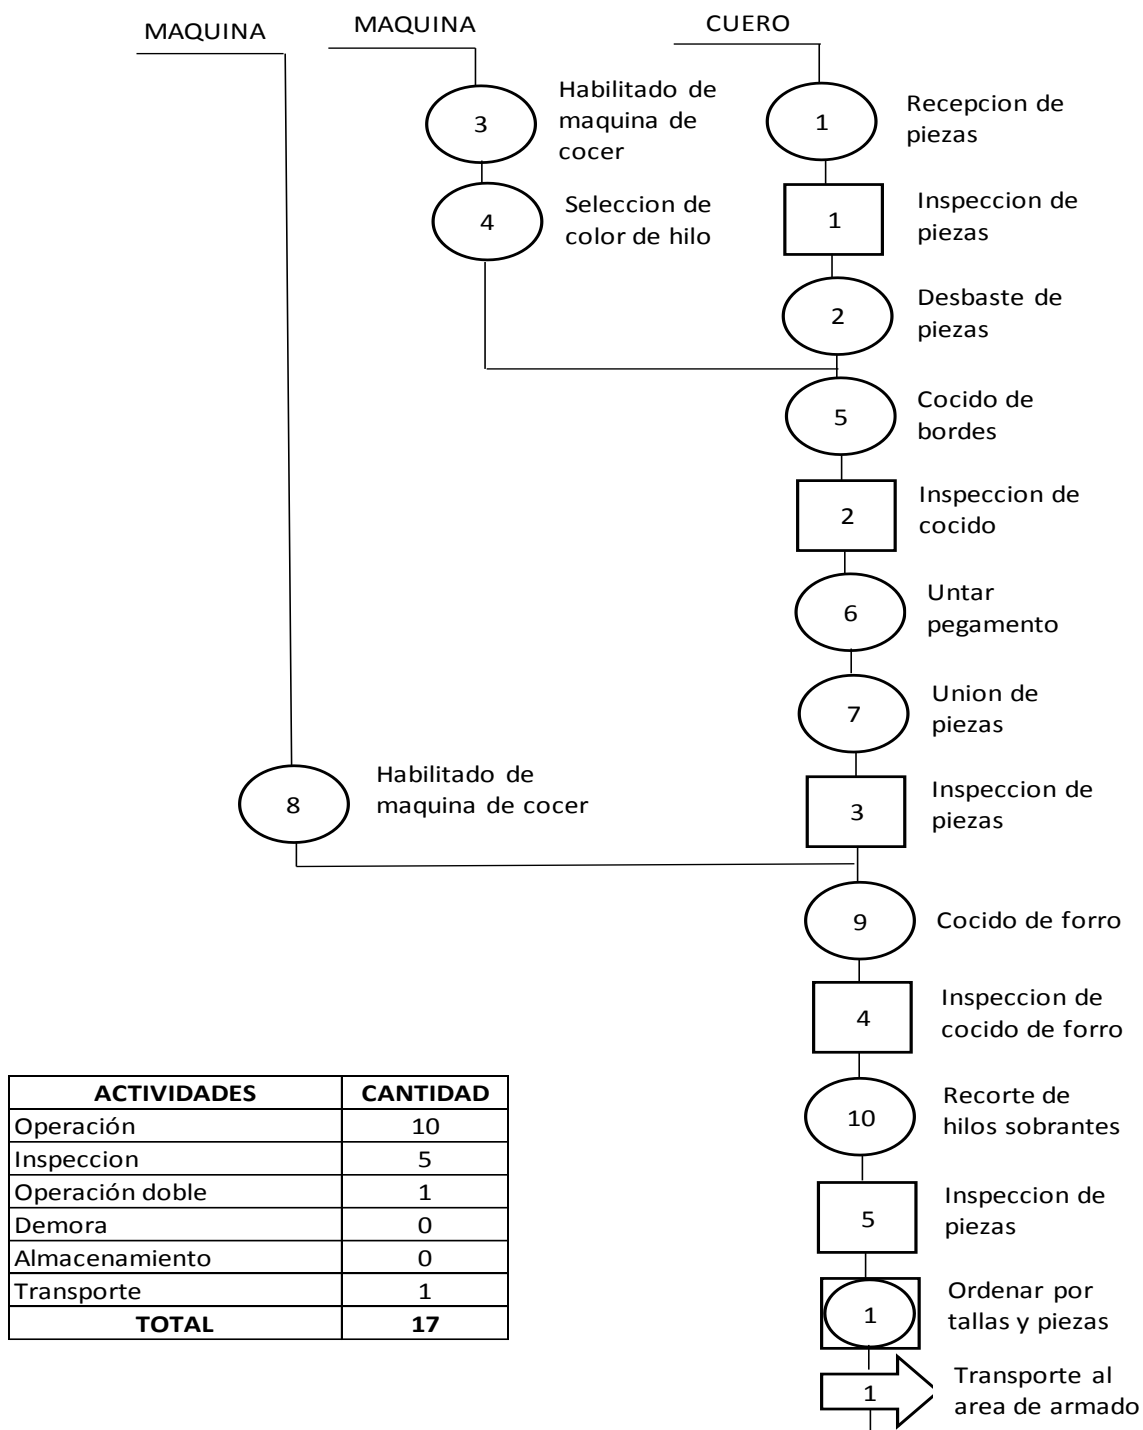 MAQUINA
MAQUINA
CUERO
3
Habilitado de
maquina de
cocer
1
Recepcion de
piezas
4
Seleccion de
color de hilo
1
Inspeccion de
piezas
2
Desbaste de
piezas
5
Cocido de
bordes
2
Inspeccion de
cocido
6
Untar
pegamento
7
Union de
piezas
8
Habilitado de
maquina de cocer
3
Inspeccion de
piezas
9
Cocido de forro
4
Inspeccion de
cocido de forro
10
Recorte de
hilos sobrantes
5
Inspeccion de
piezas
1
Ordenar por
tallas y piezas
1
Transporte al
area de armado
ACTIVIDADES CANTIDAD
Operación 10
Inspeccion 5
Operación doble 1
Demora 0
Almacenamiento 0
Transporte 1
TOTAL 17